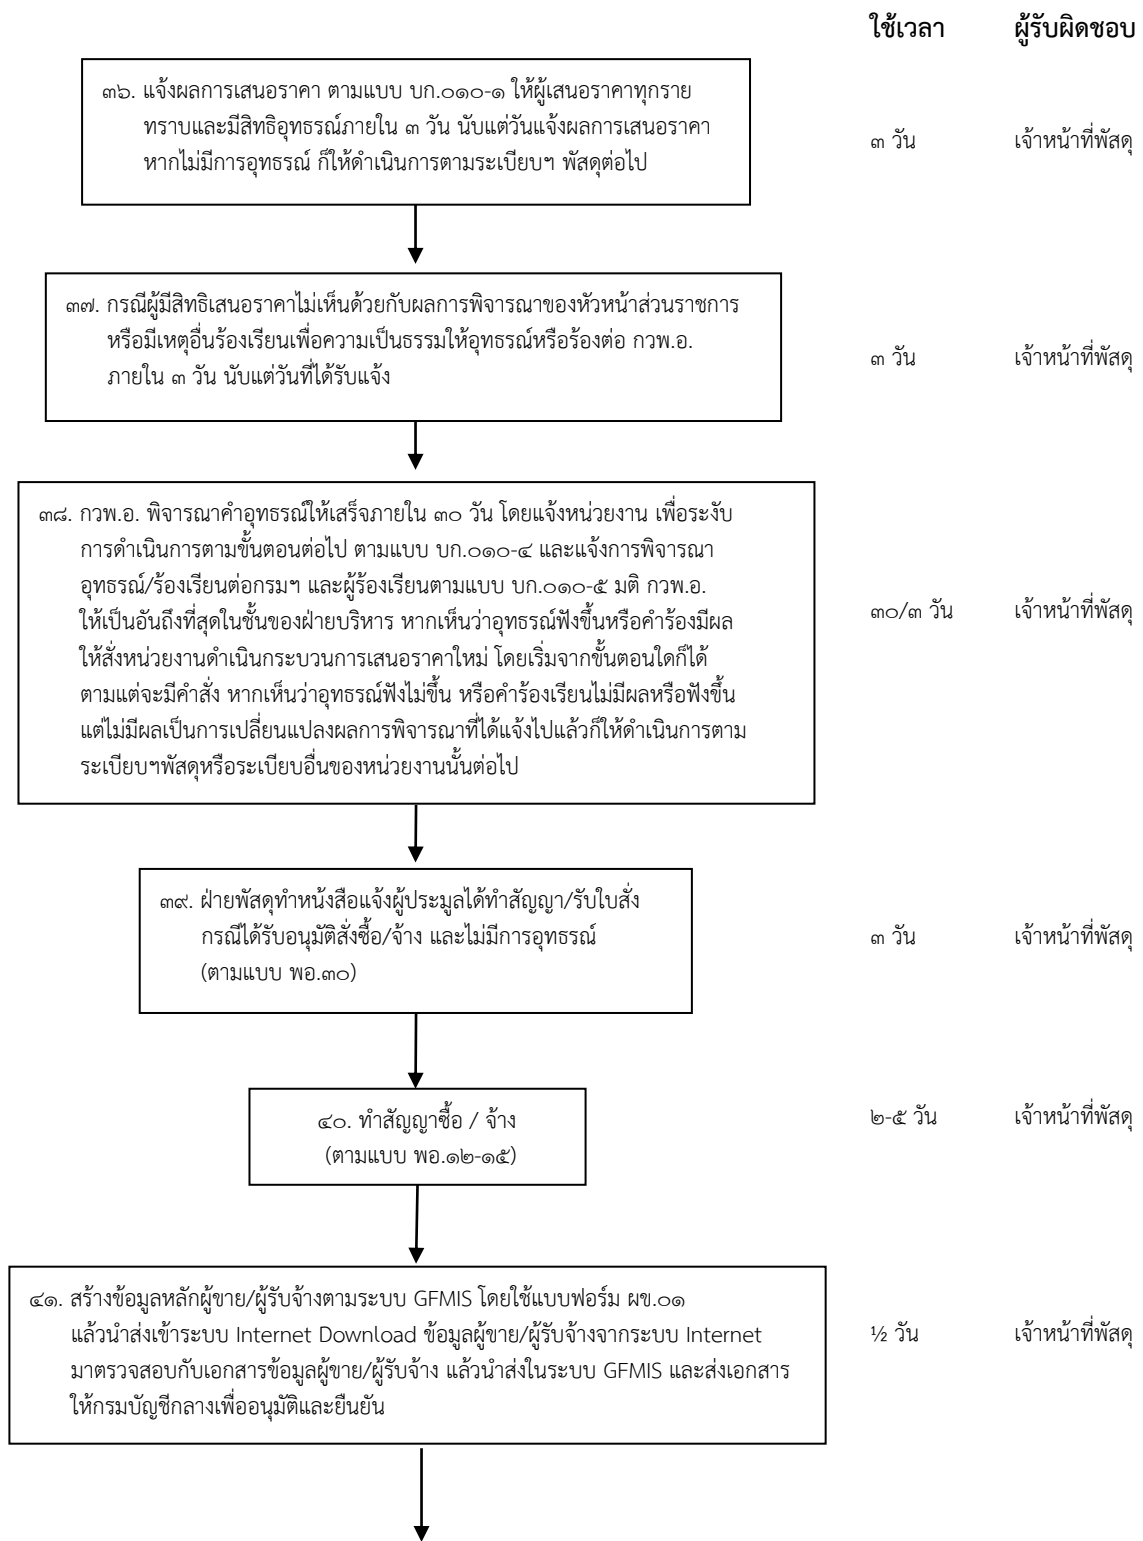 ใช้เวลา ผู้รับผิดชอบ
๓๖. แจ้งผลการเสนอราคา ตามแบบ บก.๐๑๐-๑ ให้ผู้เสนอราคาทุกราย
ทราบและมีสิทธิอุทธรณ์ภายใน ๓ วัน นับแต่วันแจ้งผลการเสนอราคา
หากไม่มีการอุทธรณ์ ก็ให้ดำเนินการตามระเบียบฯ พัสดุต่อไป
๓ วัน เจ้าหน้าที่พัสดุ
๓๗. กรณีผู้มีสิทธิเสนอราคาไม่เห็นด้วยกับผลการพิจารณาของหัวหน้าส่วนราชการ
หรือมีเหตุอื่นร้องเรียนเพื่อความเป็นธรรมให้อุทธรณ์หรือร้องต่อ กวพ.อ.
ภายใน ๓ วัน นับแต่วันที่ได้รับแจ้ง
๓ วัน เจ้าหน้าที่พัสดุ
๓๘. กวพ.อ. พิจารณาคำอุทธรณ์ให้เสร็จภายใน ๓๐ วัน โดยแจ้งหน่วยงาน เพื่อระงับ
การดำเนินการตามขั้นตอนต่อไป ตามแบบ บก.๐๑๐-๔ และแจ้งการพิจารณา
อุทธรณ์/ร้องเรียนต่อกรมฯ และผู้ร้องเรียนตามแบบ บก.๐๑๐-๕ มติ กวพ.อ.
ให้เป็นอันถึงที่สุดในชั้นของฝ่ายบริหาร หากเห็นว่าอุทธรณ์ฟังขึ้นหรือคำร้องมีผล
ให้สั่งหน่วยงานดำเนินกระบวนการเสนอราคาใหม่ โดยเริ่มจากขั้นตอนใดก็ได้
ตามแต่จะมีคำสั่ง หากเห็นว่าอุทธรณ์ฟังไม่ขึ้น หรือคำร้องเรียนไม่มีผลหรือฟังขึ้น
แต่ไม่มีผลเป็นการเปลี่ยนแปลงผลการพิจารณาที่ได้แจ้งไปแล้วก็ให้ดำเนินการตาม
ระเบียบฯพัสดุหรือระเบียบอื่นของหน่วยงานนั้นต่อไป
๓๐/๓ วัน เจ้าหน้าที่พัสดุ
๓๙. ฝ่ายพัสดุทำหนังสือแจ้งผู้ประมูลได้ทำสัญญา/รับใบสั่ง
กรณีได้รับอนุมัติสั่งซื้อ/จ้าง และไม่มีการอุทธรณ์
(ตามแบบ พอ.๓๐)
๓ วัน เจ้าหน้าที่พัสดุ
๔๐. ทำสัญญาซื้อ / จ้าง
(ตามแบบ พอ.๑๒-๑๕)
๒-๕ วัน เจ้าหน้าที่พัสดุ
๔๑. สร้างข้อมูลหลักผู้ขาย/ผู้รับจ้างตามระบบ GFMIS โดยใช้แบบฟอร์ม ผข.๐๑
แล้วนำส่งเข้าระบบ Internet Download ข้อมูลผู้ขาย/ผู้รับจ้างจากระบบ Internet
มาตรวจสอบกับเอกสารข้อมูลผู้ขาย/ผู้รับจ้าง แล้วนำส่งในระบบ GFMIS และส่งเอกสาร
ให้กรมบัญชีกลางเพื่ออนุมัติและยืนยัน
½ วัน เจ้าหน้าที่พัสดุ